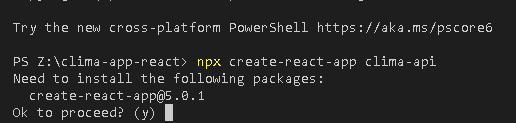 Try the new cross-platform PowerShell https://aka.ms/pscore6
PS Z:\clima-app-react> npx create-react-app clima-api
Need to install the following packages:
create-react-app@5.0.1
Ok to proceed? (y)